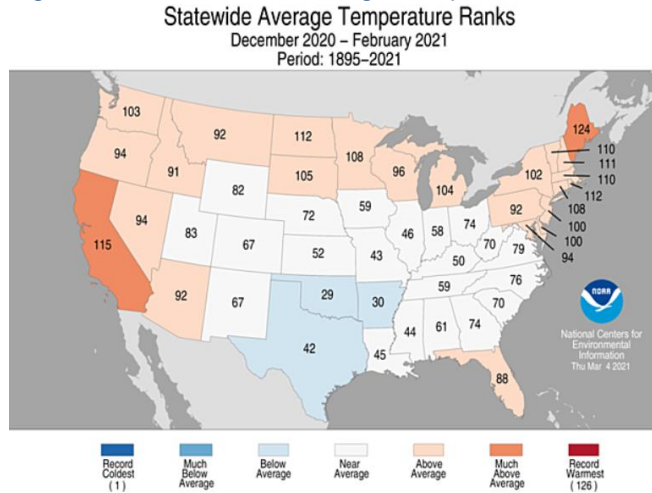 Statewide Average Temperature Ranks
December 2020 – February 2021
Period: 1895–2021
103
92
112
108
96
104
124
110
111
110
112
108
100
100
94
94
91
105
102
92
82
72
59
46
58
74
70
79
115
94
83
67
52
43
50
59
76
70
92
67
29
30
44
61
74
42
45
88
NOAA
National Centers for
Environmental
Information
Thu Mar 4 2021
Record
Coldest
(1)
Much
Below
Average
Below
Average
Near
Average
Above
Average
Much
Above
Average
Record
Warmest
(126)